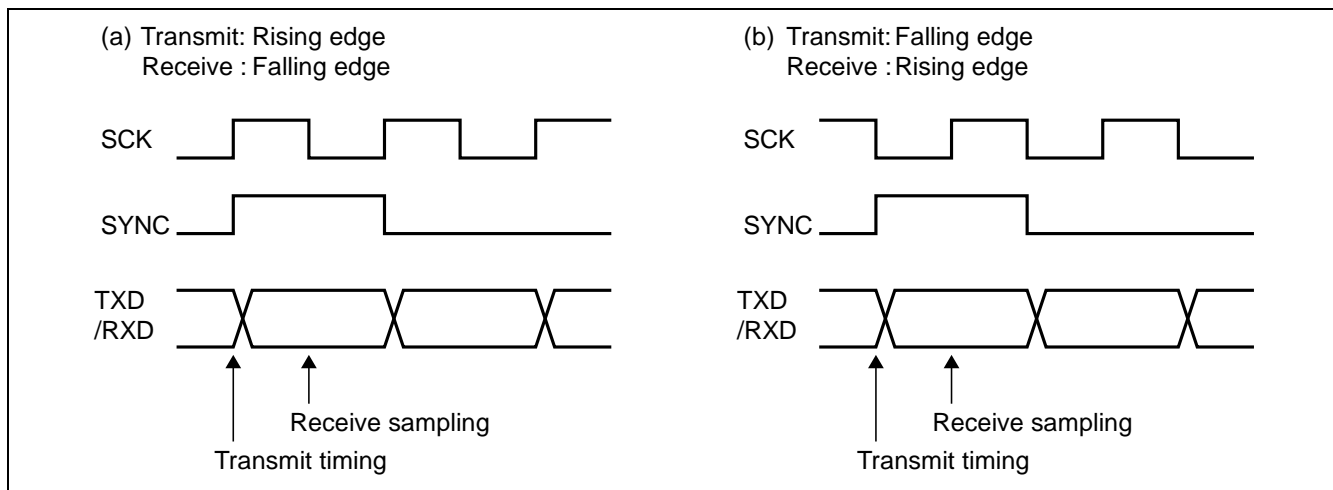 (a) Transmit: Rising edge
Receive : Falling edge
SCK
SYNC
TXD
/RXD
Receive sampling
Transmit timing
(b) Transmit: Falling edge
Receive : Rising edge
SCK
SYNC
TXD
/RXD
Receive sampling
Transmit timing